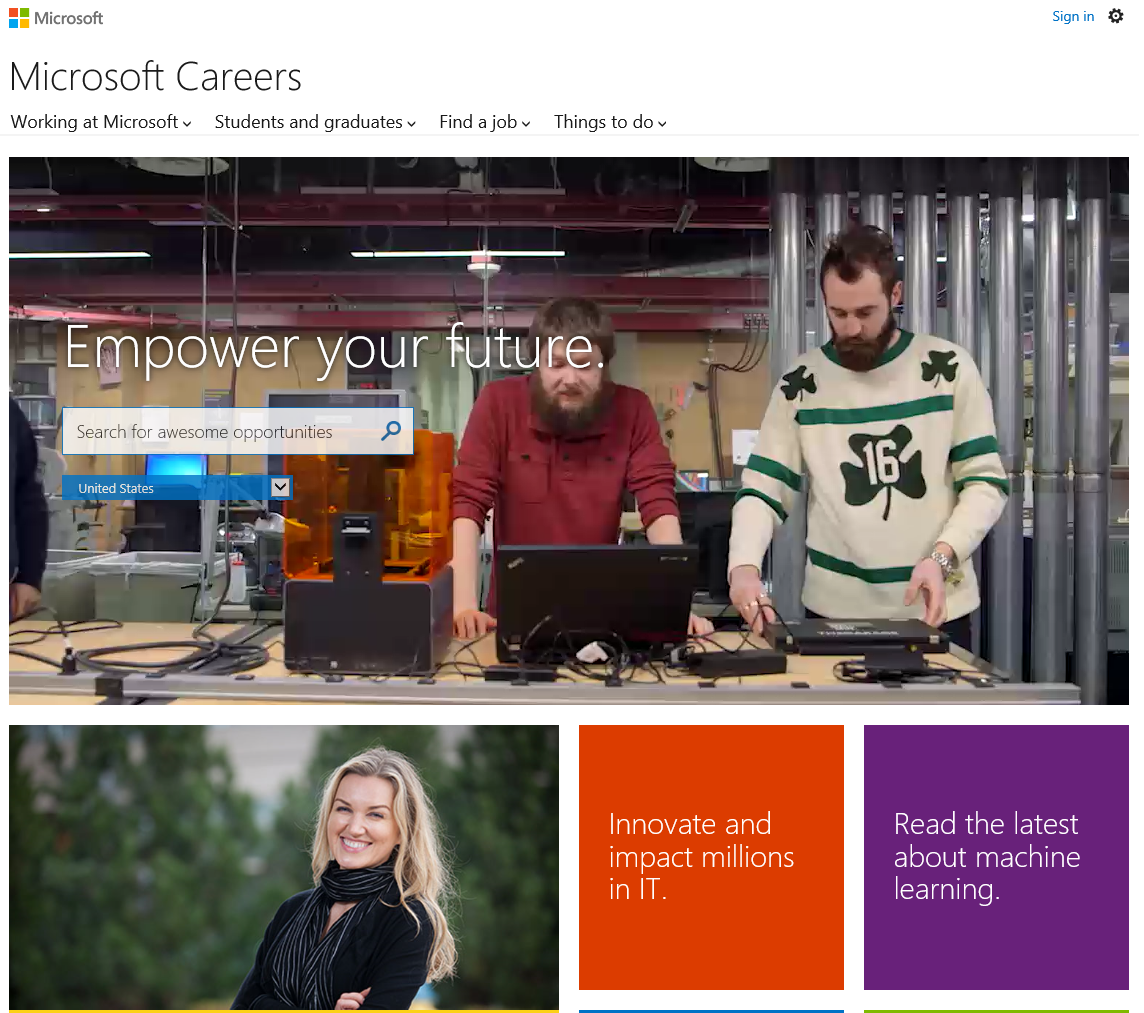 Microsoft
Sign in
Microsoft Careers
Working at Microsoft
Students and graduates
Find a job
Things to do
Empower your future.
Search for awesome opportunities
United States
16
Innovate and
impact millions
in IT.
Read the latest
about machine
learning.